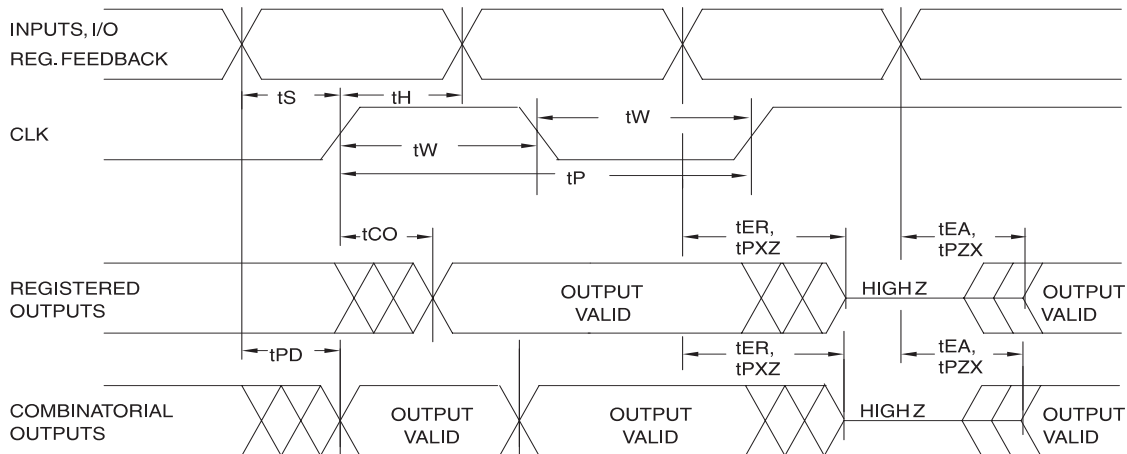 INPUTS, I/O
REG. FEEDBACK
tS
tH
CLK
tW
tW
tP
tCO
tER,
tPXZ
tEA,
tPZX
REGISTERED
OUTPUTS
OUTPUT
VALID
HIGH Z
OUTPUT
VALID
tPD
tER,
tPXZ
tEA,
tPZX
COMBINATORIAL
OUTPUTS
OUTPUT
VALID
OUTPUT
VALID
HIGH Z
OUTPUT
VALID